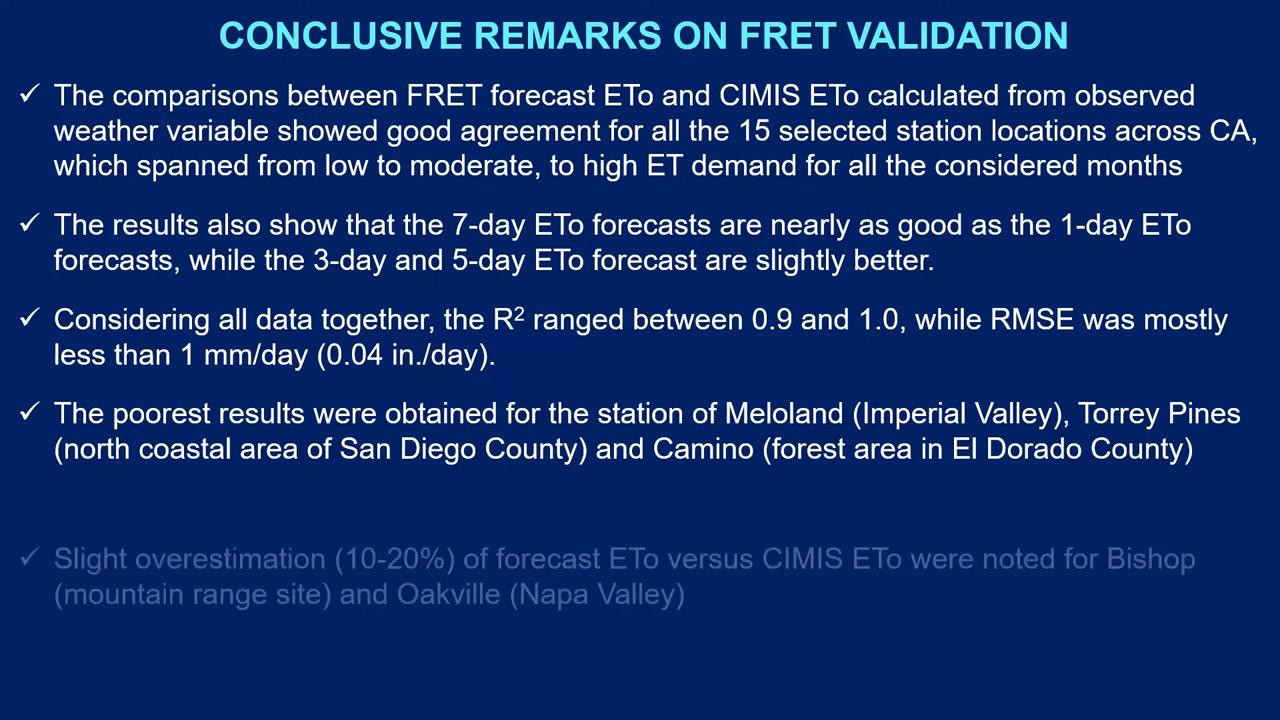 CONCLUSIVE REMARKS ON FRET VALIDATION
✓ The comparisons between FRET forecast ETo and CIMIS ETo calculated from observed
weather variable showed good agreement for all the 15 selected station locations across CA,
which spanned from low to moderate, to high ET demand for all the considered months
✓ The results also show that the 7-day ETo forecasts are nearly as good as the 1-day ETo
forecasts, while the 3-day and 5-day ETo forecast are slightly better.
✓ Considering all data together, the R² ranged between 0.9 and 1.0, while RMSE was mostly
less than 1 mm/day (0.04 in./day).
✓ The poorest results were obtained for the station of Meloland (Imperial Valley), Torrey Pines
(north coastal area of San Diego County) and Camino (forest area in El Dorado County)
✓ Slight overestimation (10-20%) of forecast ETo versus CIMIS ETo were noted for Bishop
(mountain range site) and Oakville (Napa Valley)